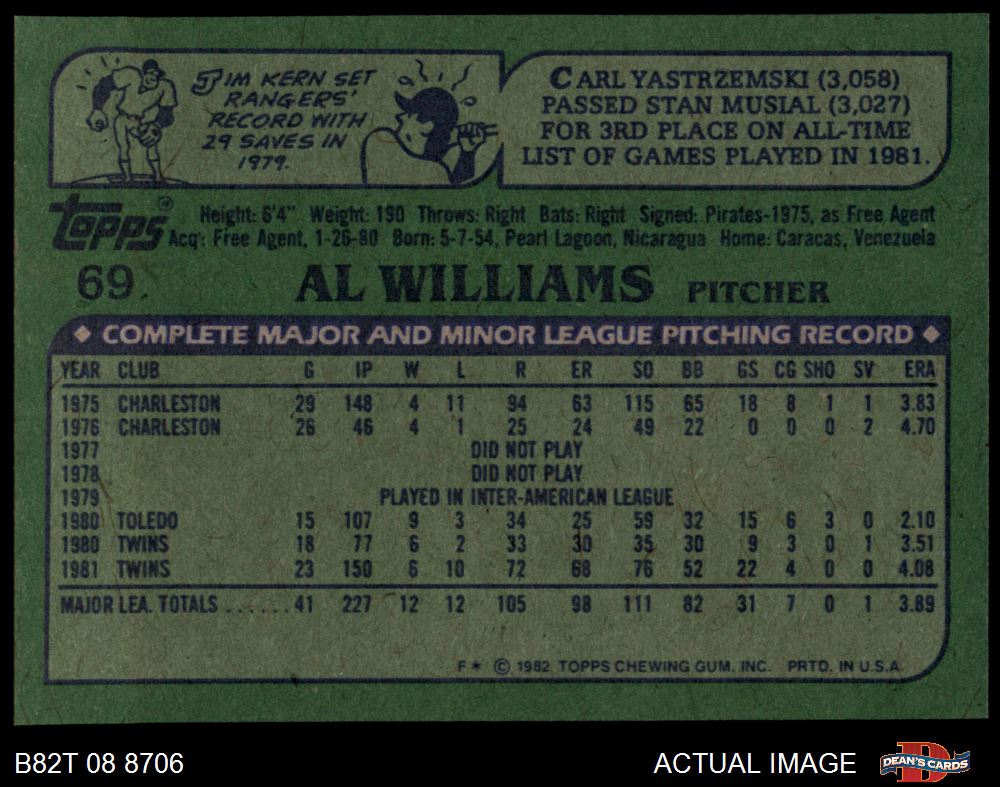 JIM KERN SET
RANGERS'
RECORD WITH
29 SAVES IN
1979.
CARL YASTRZEMSKI (3,058)
PASSED STAN MUSIAL (3,027)
FOR 3RD PLACE ON ALL-TIME
LIST OF GAMES PLAYED IN 1981.
topps®
Height: 6'4" Weight: 190 Throws: Right Bats: Right Signed: Pirates-1975, as Free Agent
Acq': Free Agent, 1-26-80 Born: 5-7-54, Pearl Lagoon, Nicaragua Home: Caracas, Venezuela
69 AL WILLIAMS PITCHER
◆ COMPLETE MAJOR AND MINOR LEAGUE PITCHING RECORD ◆
YEAR CLUB G IP W L R ER SO BB GS CG SHO SV ERA
1975 CHARLESTON 29 148 4 11 94 63 115 65 18 8 1 1 3.83
1976 CHARLESTON 26 46 4 1 25 24 49 22 0 0 0 2 4.70
1977 DID NOT PLAY
1978 DID NOT PLAY
1979 PLAYED IN INTER-AMERICAN LEAGUE
1980 TOLEDO 15 107 9 3 34 25 59 32 15 6 3 0 2.10
1980 TWINS 18 77 6 2 33 30 35 30 9 3 0 1 3.51
1981 TWINS 23 150 6 10 72 68 76 52 22 4 0 0 4.08
MAJOR LEA. TOTALS ......41 227 12 12 105 98 111 82 31 7 0 1 3.89
F* © 1982 TOPPS CHEWING GUM, INC. PRTD. IN U.S.A.
B82T 08 8706
ACTUAL IMAGE
DEAN'S CARDS